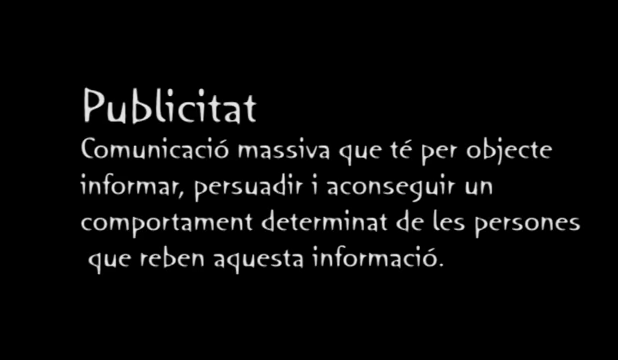 Publicitat
Comunicació massiva que té per objecte
informar, persuadir i aconseguir un
comportament determinat de les persones
que reben aquesta informació.